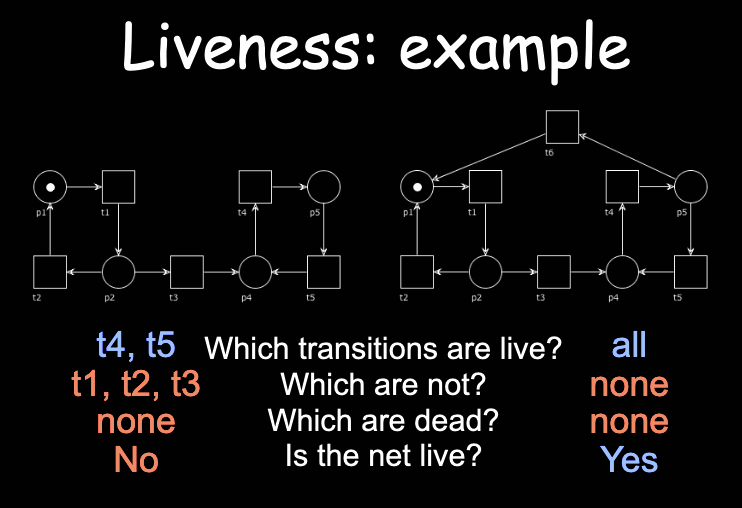 Liveness: example
t6
p1 t1 t4 p5 p1 t1 t4 p5
t2 p2 t3 p4 t5 t2 p2 t3 p4 t5
t4, t5 Which transitions are live? all
t1, t2, t3 Which are not? none
none Which are dead? none
No Is the net live? Yes